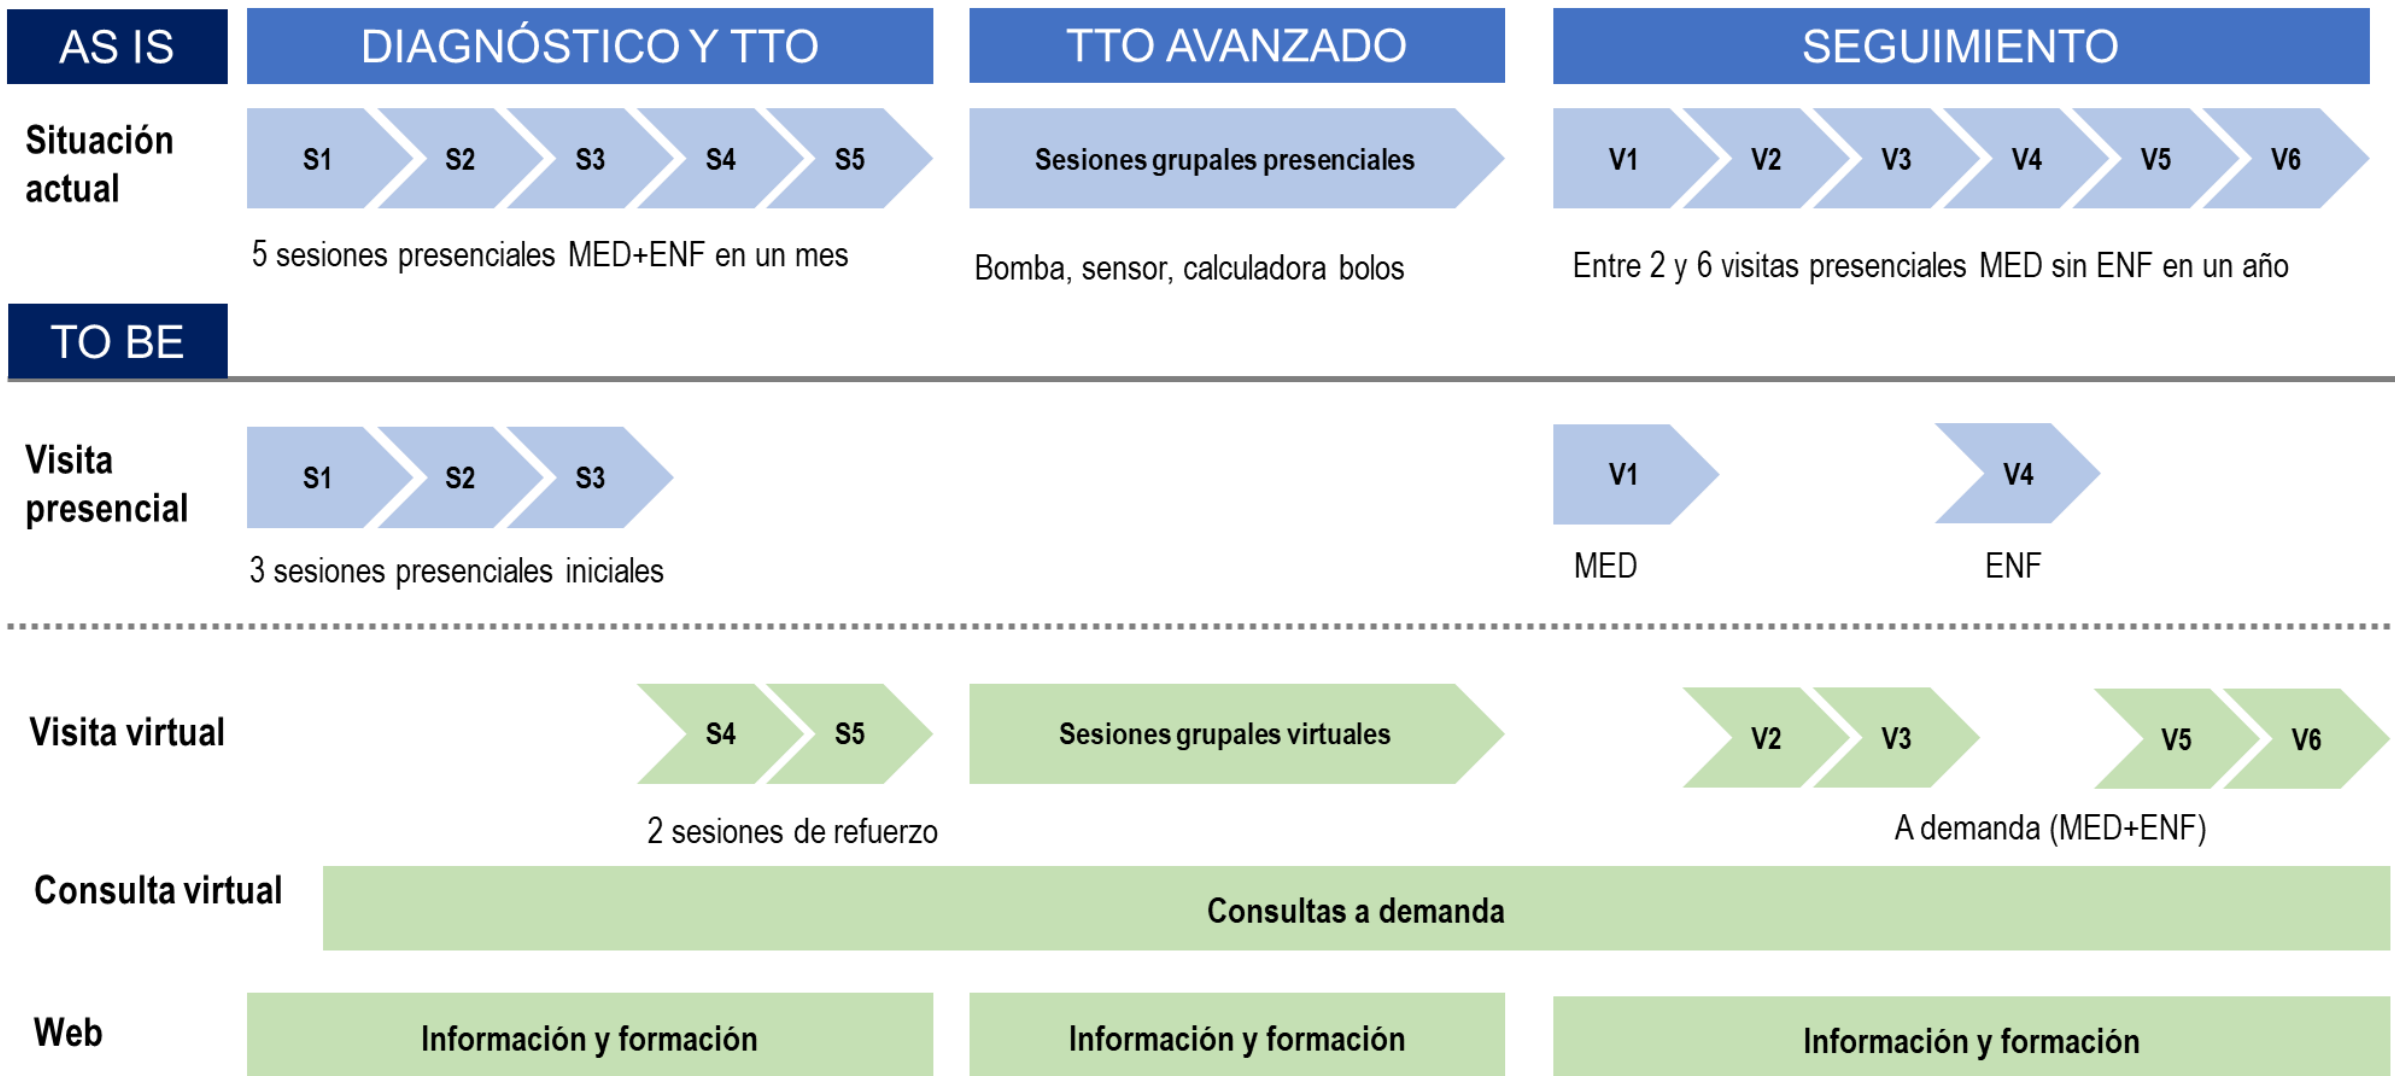 AS IS
DIAGNÓSTICO Y TTO
TTO AVANZADO
SEGUIMIENTO
Situación
actual
S1
S2
S3
S4
S5
Sesiones grupales presenciales
V1
V2
V3
V4
V5
V6
5 sesiones presenciales MED+ENF en un mes
Bomba, sensor, calculadora bolos
Entre 2 y 6 visitas presenciales MED sin ENF en un año
TO BE
Visita
presencial
S1
S2
S3
V1
V4
3 sesiones presenciales iniciales
MED
ENF
Visita virtual
S4
S5
Sesiones grupales virtuales
V2
V3
V5
V6
2 sesiones de refuerzo
A demanda (MED+ENF)
Consulta virtual
Consultas a demanda
Web
Información y formación
Información y formación
Información y formación